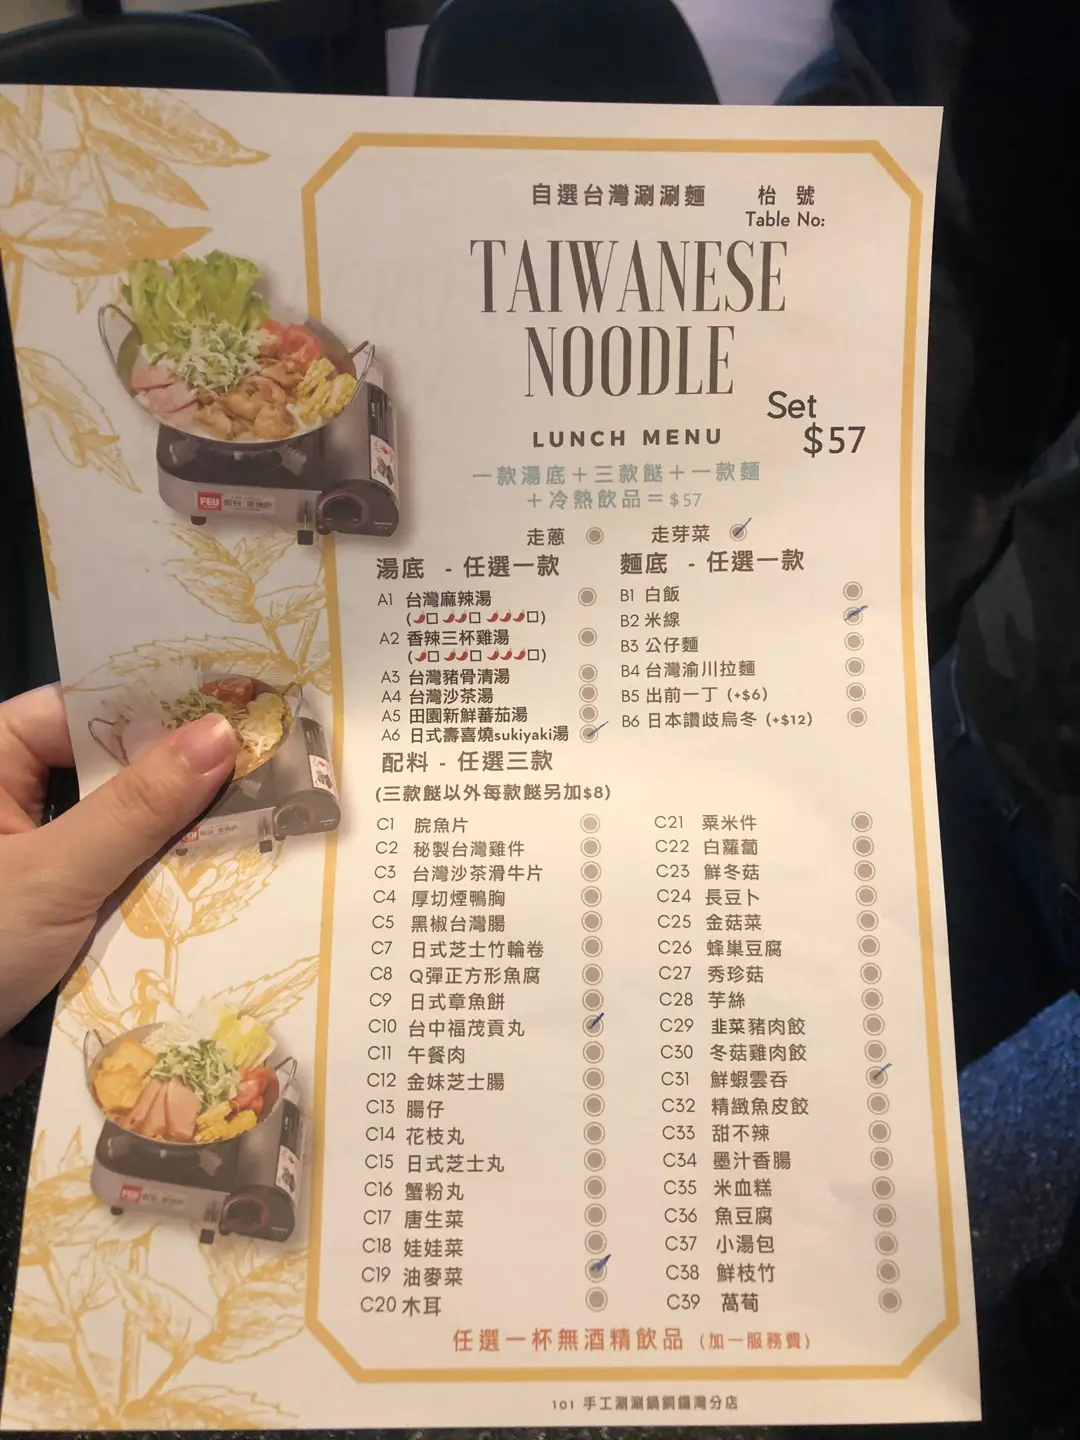 自選台灣涮涮麵
枱 號
Table No:
TAIWANESE
NOODLE
LUNCH MENU
Set
$57
一款湯底＋三款餸＋一款麵
＋冷熱飲品＝$57
走蔥
走芽菜
湯底 - 任選一款
A1 台灣麻辣湯
(🌶□ 🌶🌶□ 🌶🌶🌶□)
A2 香辣三杯雞湯
(🌶□ 🌶🌶□ 🌶🌶🌶□)
A3 台灣豬骨清湯
A4 台灣沙茶湯
A5 田園新鮮蕃茄湯
A6 日式壽喜燒sukiyaki湯
麵底 - 任選一款
B1 白飯
B2 米線
B3 公仔麵
B4 台灣渝川拉麵
B5 出前一丁 (+$6)
B6 日本讚歧烏冬 (+$12)
配料 - 任選三款
(三款餸以外每款餸另加$8)
C1 脘魚片
C2 秘製台灣雞件
C3 台灣沙茶滑牛片
C4 厚切煙鴨胸
C5 黑椒台灣腸
C7 日式芝士竹輪卷
C8 Q彈正方形魚腐
C9 日式章魚餅
C10 台中福茂貢丸
C11 午餐肉
C12 金妹芝士腸
C13 腸仔
C14 花枝丸
C15 日式芝士丸
C16 蟹粉丸
C17 唐生菜
C18 娃娃菜
C19 油麥菜
C20 木耳
C21 粟米件
C22 白蘿蔔
C23 鮮冬菇
C24 長豆卜
C25 金菇菜
C26 蜂巢豆腐
C27 秀珍菇
C28 芋絲
C29 韭菜豬肉餃
C30 冬菇雞肉餃
C31 鮮蝦雲吞
C32 精緻魚皮餃
C33 甜不辣
C34 墨汁香腸
C35 米血糕
C36 魚豆腐
C37 小湯包
C38 鮮枝竹
C39 萵筍
任選一杯無酒精飲品 (加一服務費)
101 手工涮涮鍋銅鑼灣分店
FEU
FEU
FEU